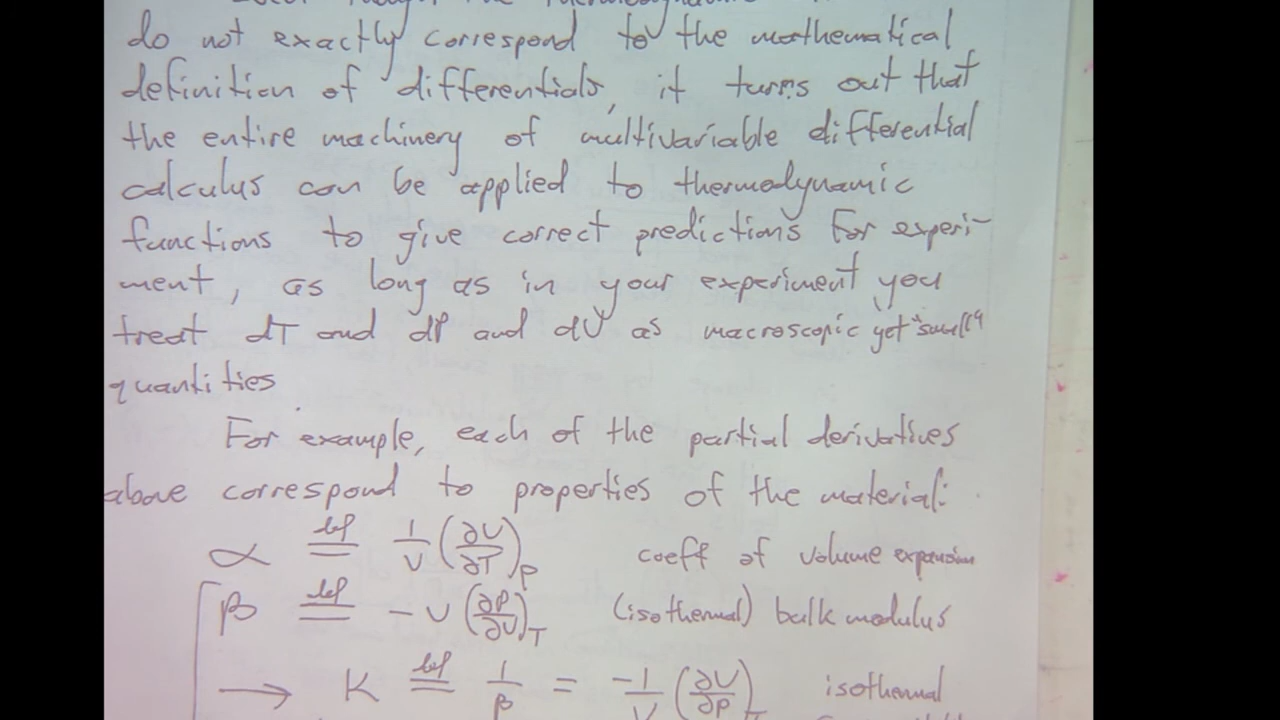 do not exactly correspond to the mathematical
definition of differentials, it turns out that
the entire machinery of multivariable differential
calculus can be applied to thermodynamic
functions to give correct predictions for experi-
ment, as long as in your experiment you
treat dT and dP and dV as macroscopic yet "small"
quantities
For example, each of the partial derivatives
above correspond to properties of the material:
α def= 1/V (∂V/∂T)_P coeff of volume expansion
β def= -V (∂P/∂V)_T (isothermal) bulk modulus
→ K def= 1/β = -1/V (∂V/∂P)_T isothermal